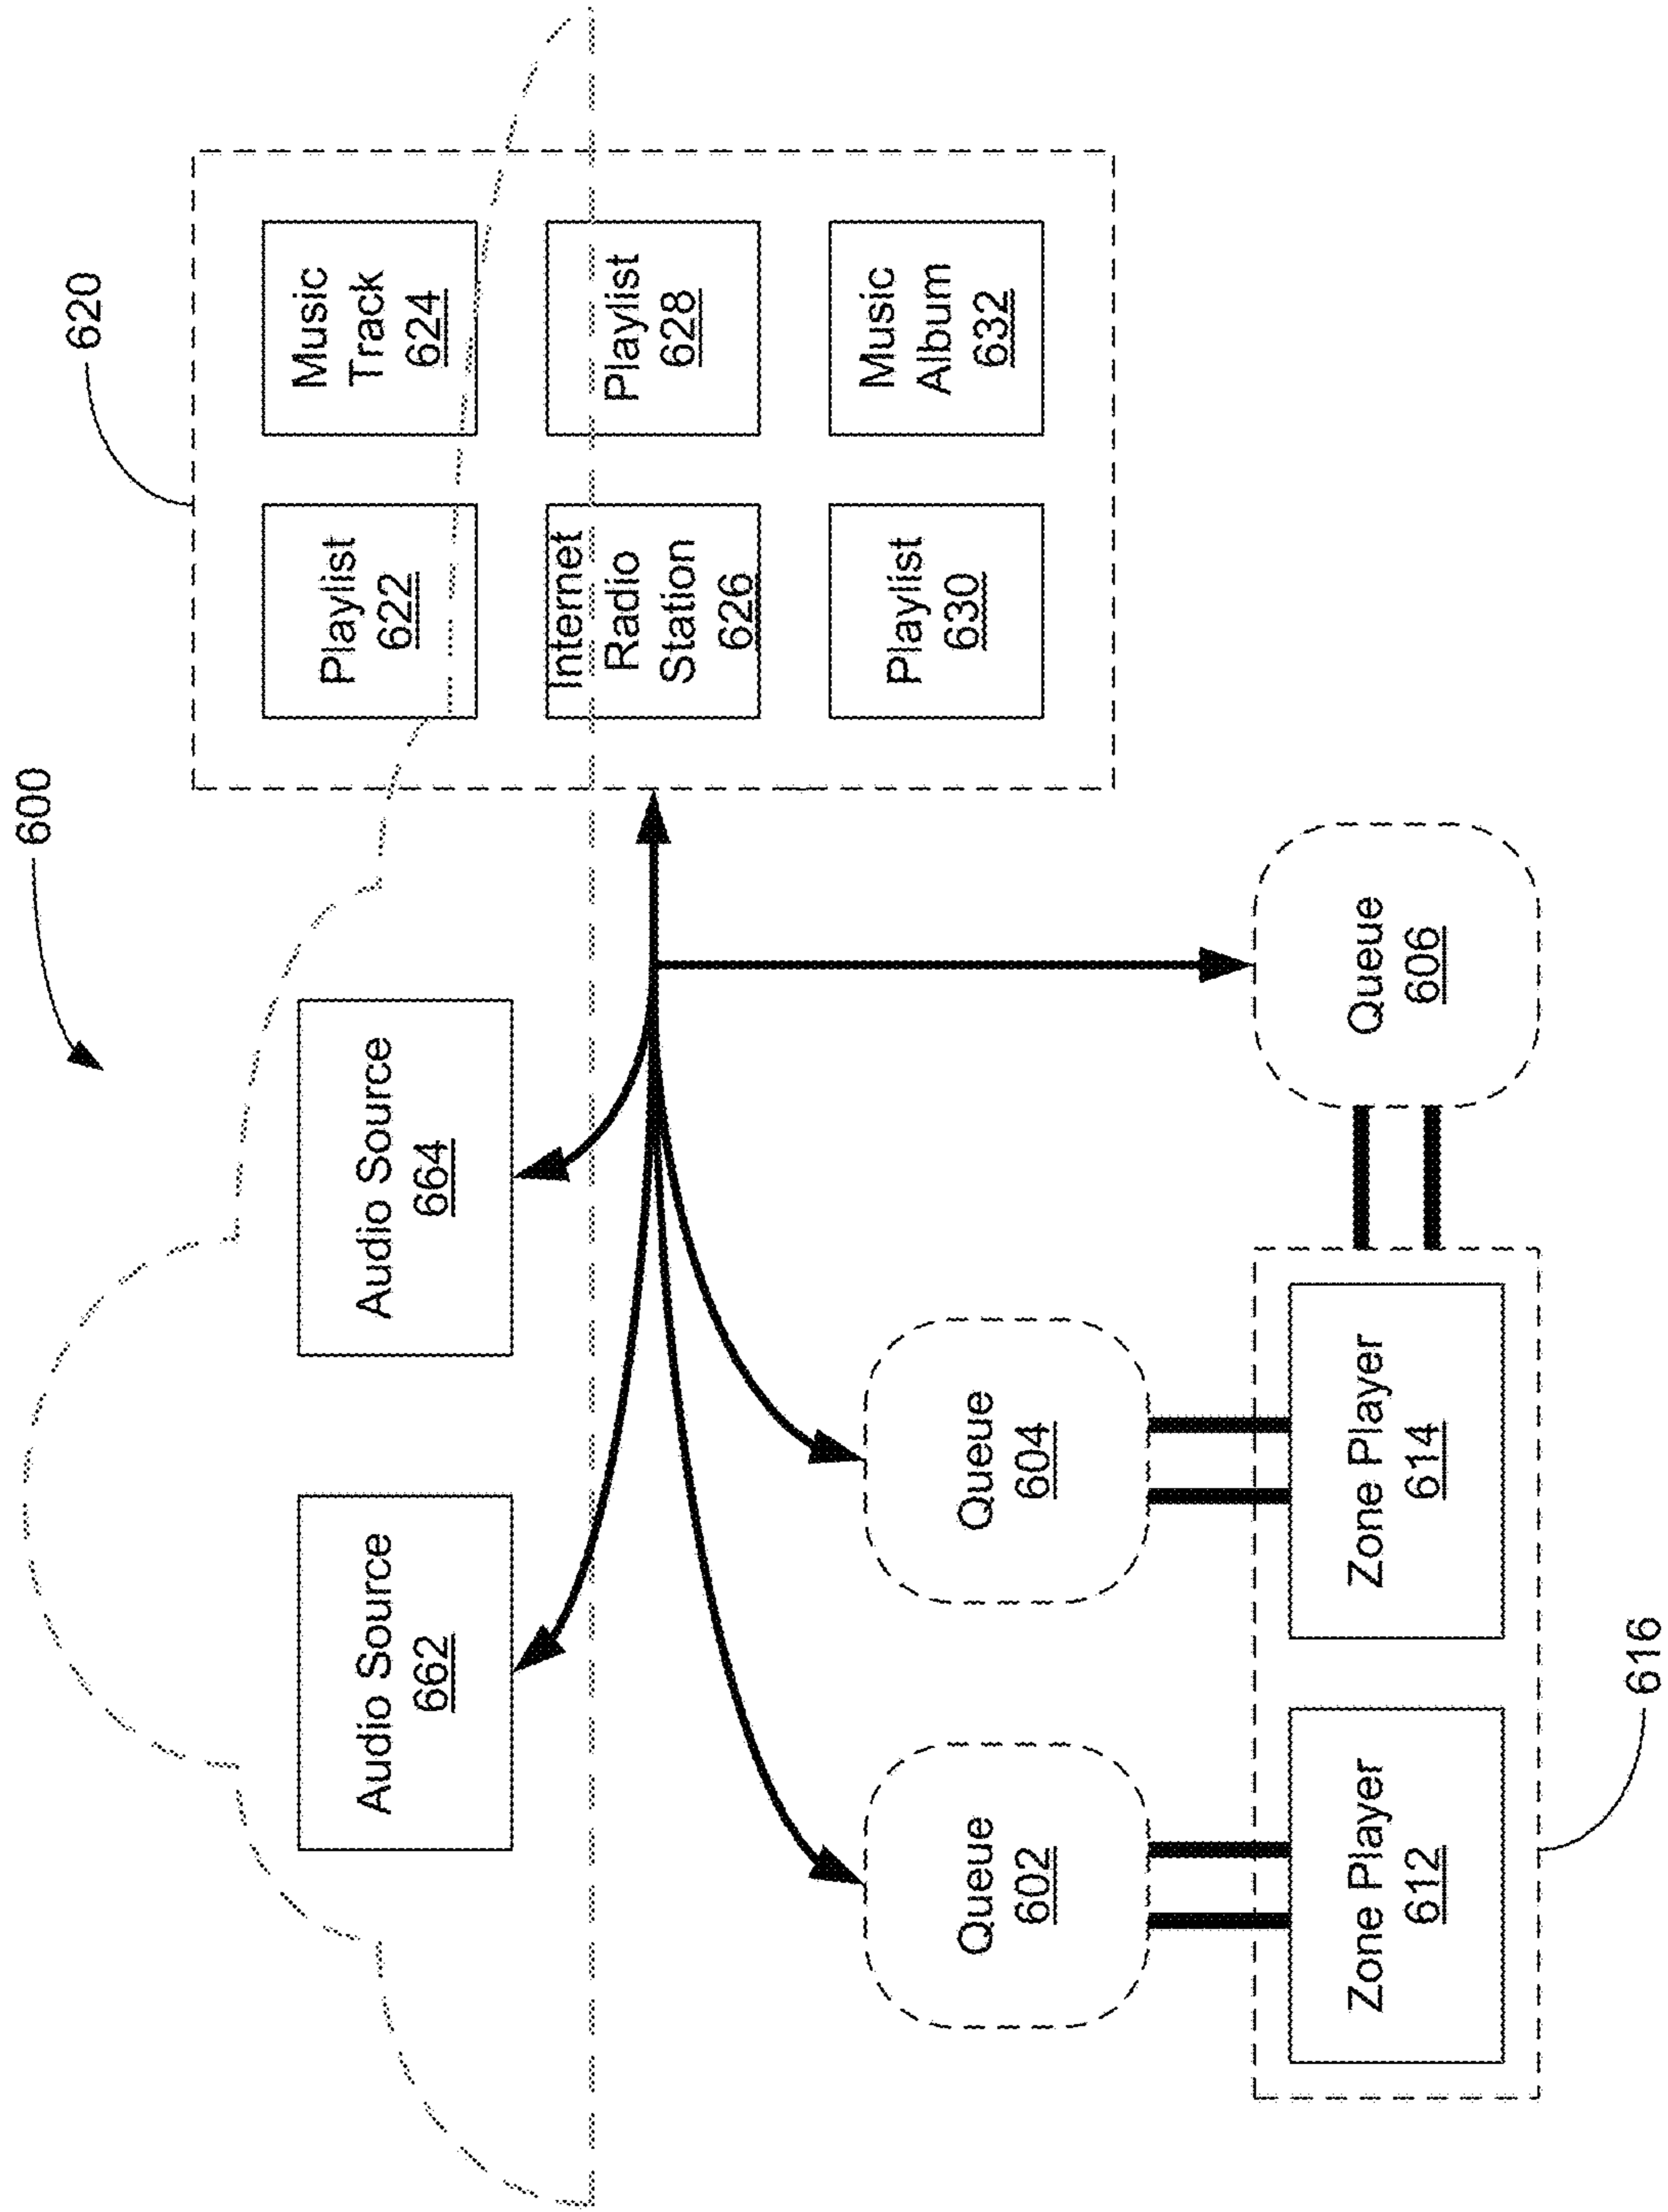 600
620
Audio Source
662
Audio Source
664
Playlist
622
Music
Track
624
Internet
Radio
Station
626
Playlist
628
Playlist
630
Music
Album
632
Queue
602
Queue
604
Queue
606
Zone Player
612
Zone Player
614
616